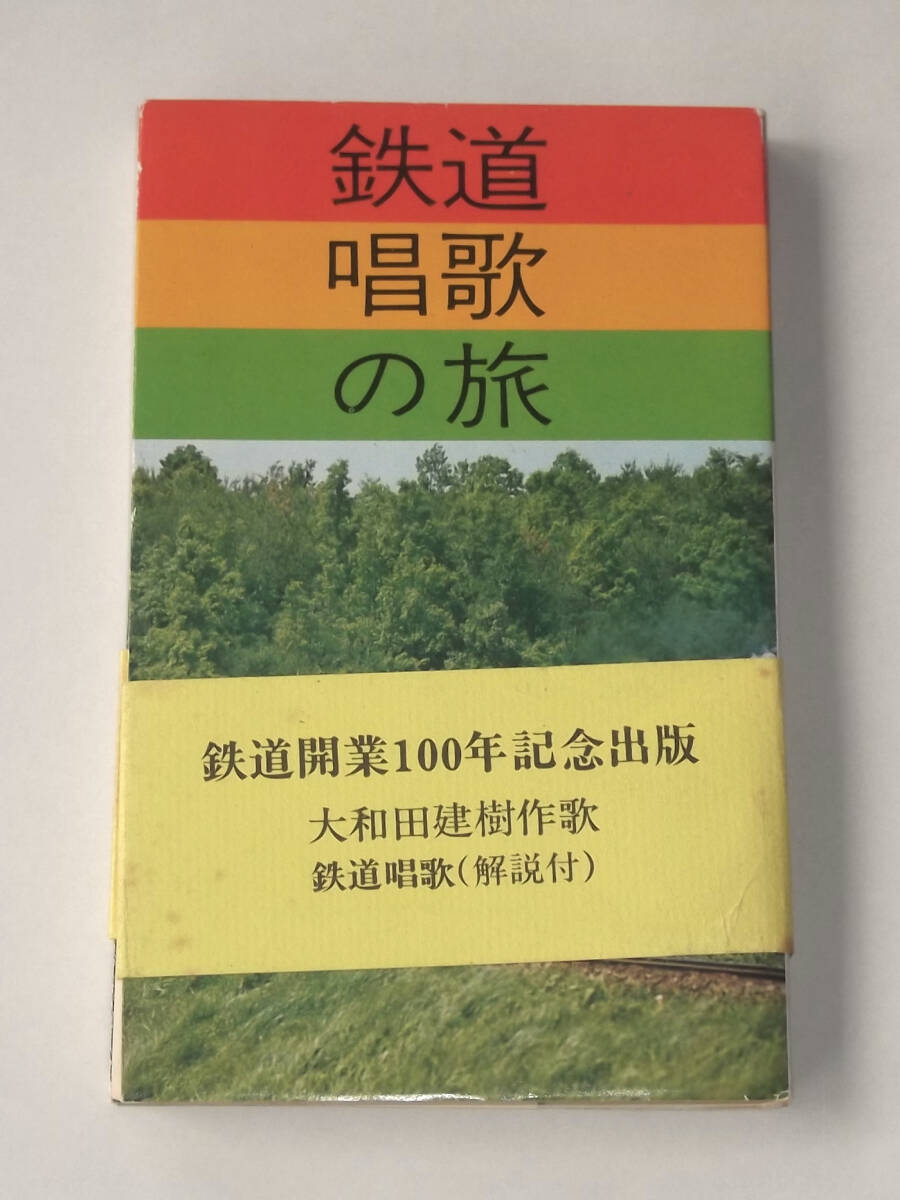 鉄道
唱歌
の旅
鉄道開業100年記念出版
大和田建樹作歌
鉄道唱歌(解説付)